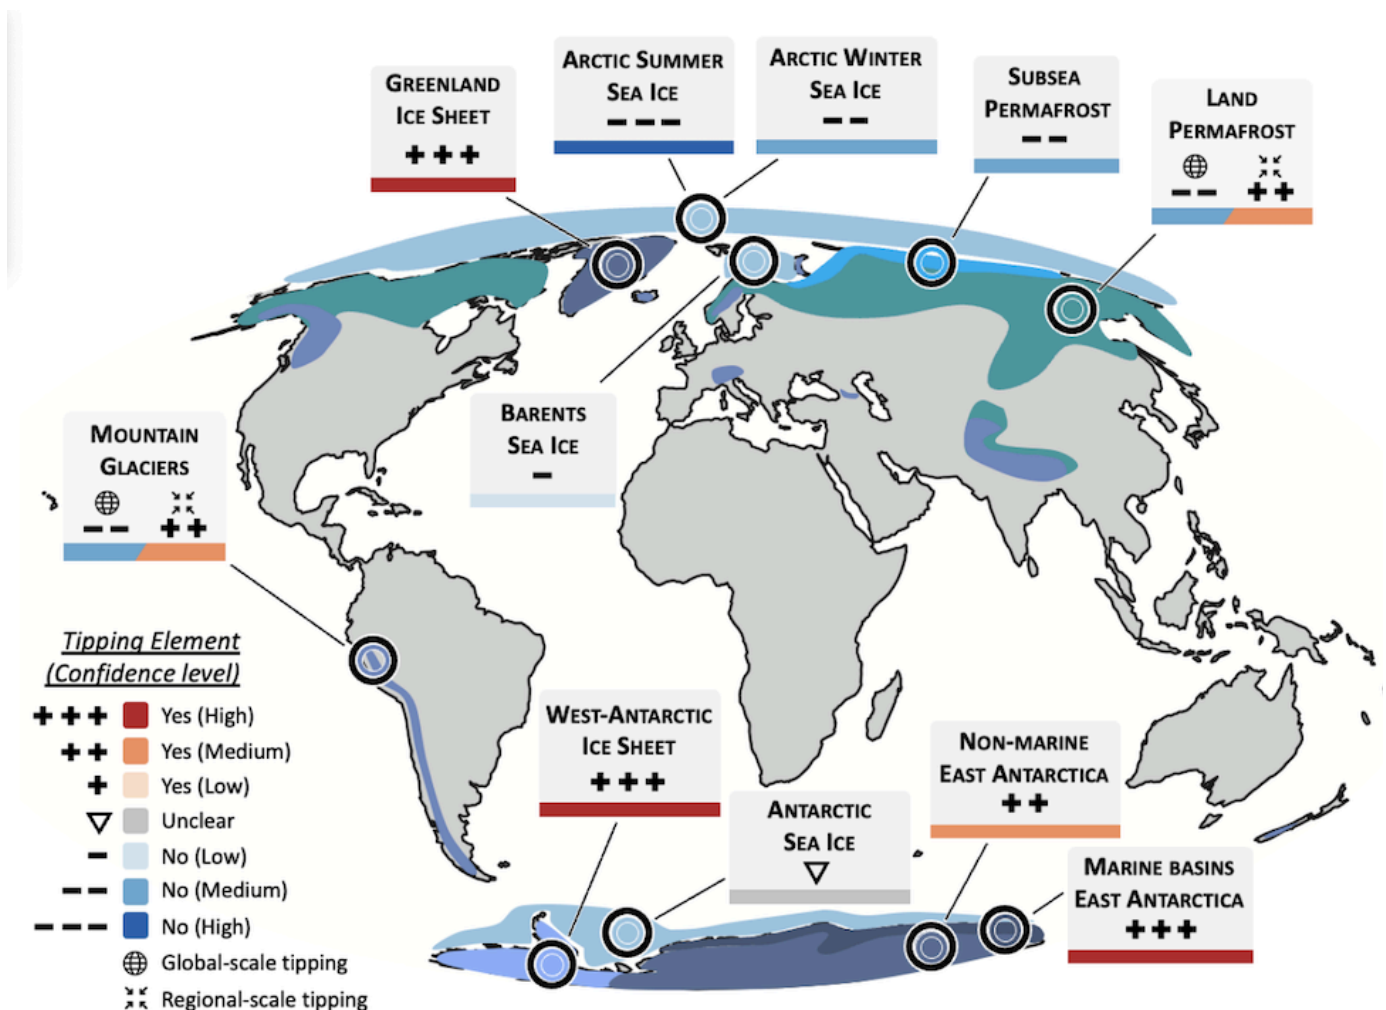 GREENLAND
ICE SHEET
+++
ARCTIC SUMMER
SEA ICE
---
ARCTIC WINTER
SEA ICE
--
SUBSEA
PERMAFROST
--
LAND
PERMAFROST
-- ++
BARENTS
SEA ICE
-
MOUNTAIN
GLACIERS
-- ++
WEST-ANTARCTIC
ICE SHEET
+++
ANTARCTIC
SEA ICE
▽
NON-MARINE
EAST ANTARCTICA
++
MARINE BASINS
EAST ANTARCTICA
+++
Tipping Element
(Confidence level)
+++ Yes (High)
++ Yes (Medium)
+ Yes (Low)
▽ Unclear
- No (Low)
-- No (Medium)
--- No (High)
Global-scale tipping
Regional-scale tipping